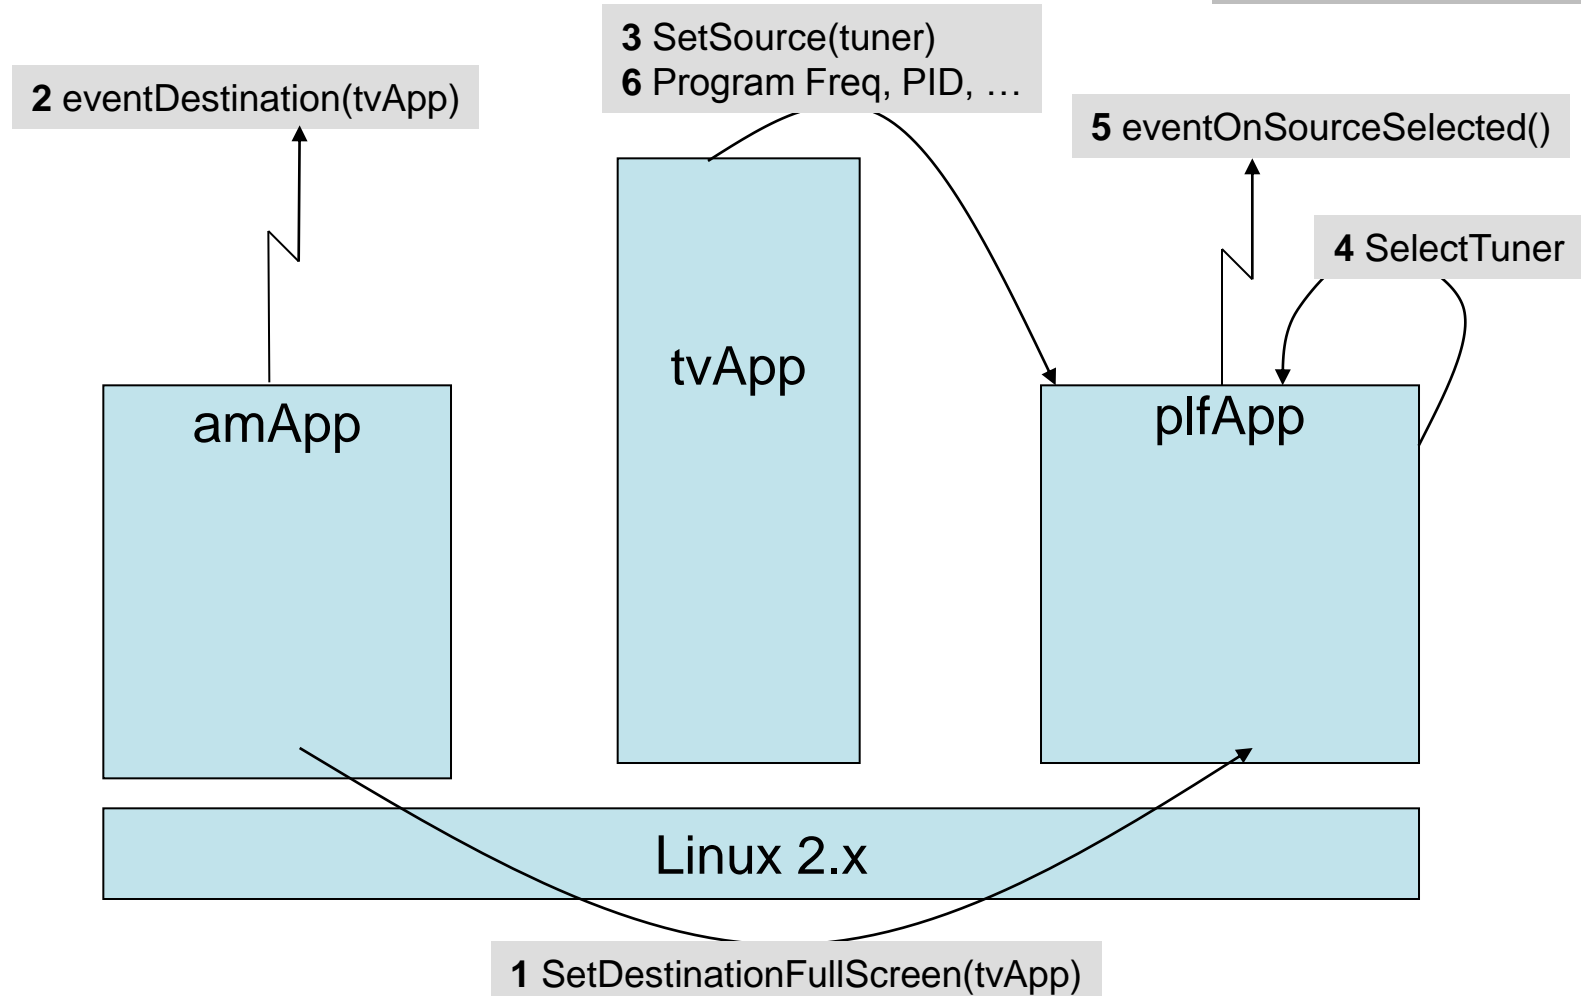 3 SetSource(tuner)
6 Program Freq, PID, …
2 eventDestination(tvApp)
5 eventOnSourceSelected()
4 SelectTuner
tvApp
amApp
plfApp
Linux 2.x
1 SetDestinationFullScreen(tvApp)